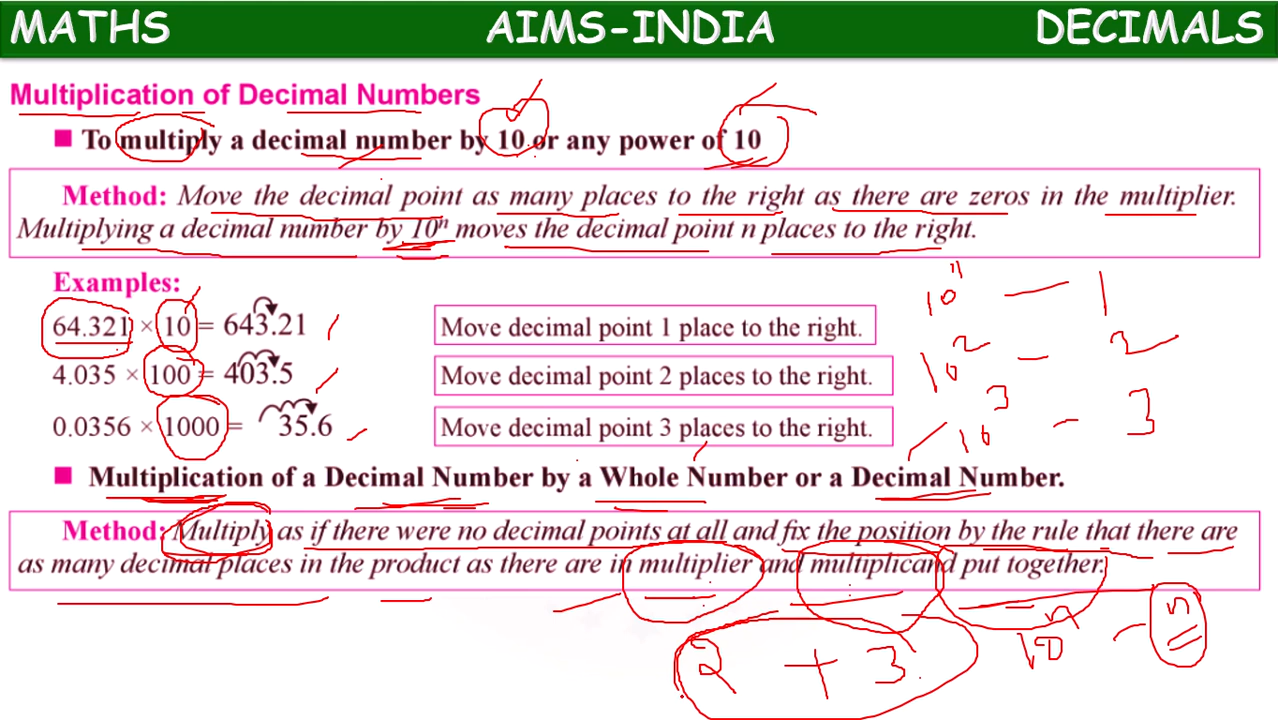 MATHS AIMS-INDIA DECIMALS
Multiplication of Decimal Numbers
■ To multiply a decimal number by 10 or any power of 10
Method: Move the decimal point as many places to the right as there are zeros in the multiplier.
Multiplying a decimal number by 10ⁿ moves the decimal point n places to the right.
Examples:
64.321 × 10 = 643.21 Move decimal point 1 place to the right.
4.035 × 100 = 403.5 Move decimal point 2 places to the right.
0.0356 × 1000 = 35.6 Move decimal point 3 places to the right.
10¹ — 1
10² — 2
10³ - 3
■ Multiplication of a Decimal Number by a Whole Number or a Decimal Number.
Method: Multiply as if there were no decimal points at all and fix the position by the rule that there are
as many decimal places in the product as there are in multiplier and multiplicand put together.
2 + 3 10ⁿ - n